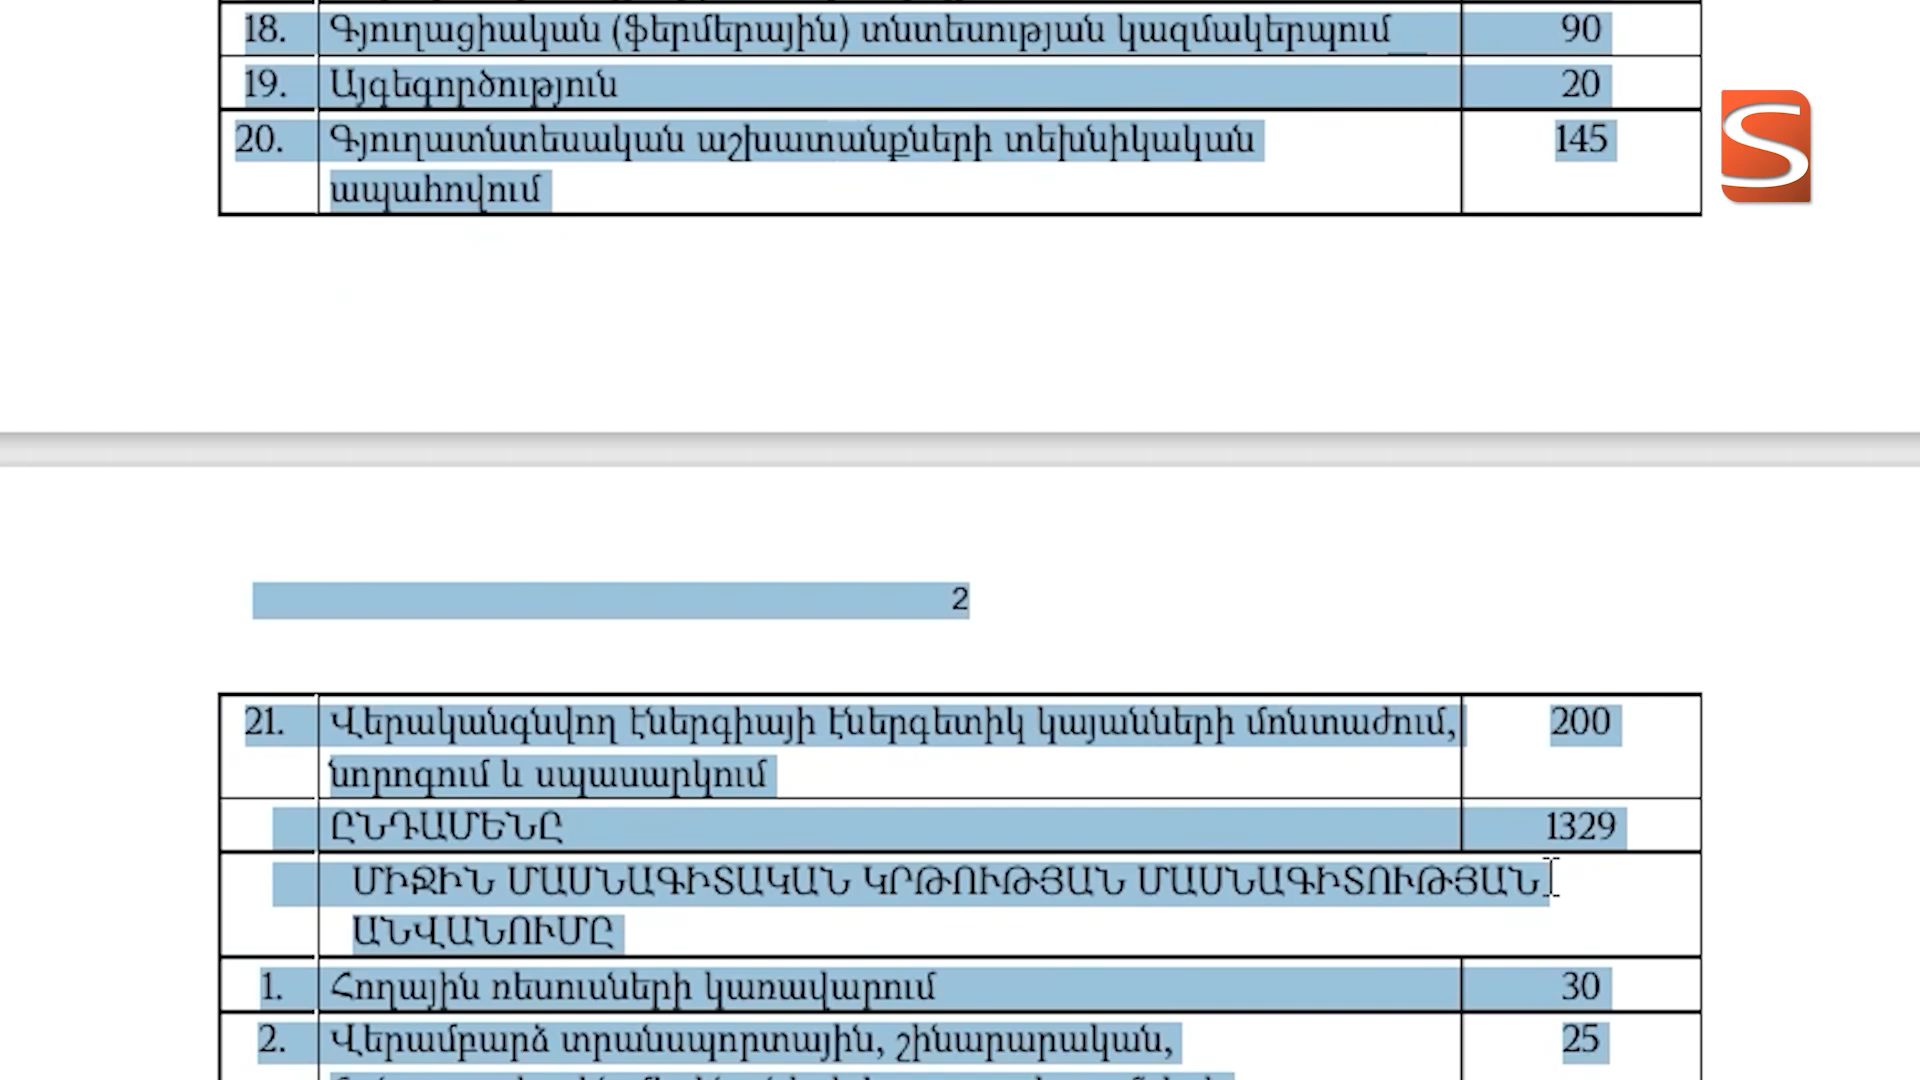 18. Գյուղացիական (ֆերմերային) տնտեսության կազմակերպում 90
19. Այգեգործություն 20
20. Գյուղատնտեսական աշխատանքների տեխնիկական 145
ապահովում
S
2
21. Վերականգնվող էներգիայի էներգետիկ կայանների մոնտաժում, 200
նորոգում և սպասարկում
ԸՆԴԱՄԵՆԸ 1329
ՄԻՋԻՆ ՄԱՍՆԱԳԻՏԱԿԱՆ ԿՐԹՈՒԹՅԱՆ ՄԱՍՆԱԳԻՏՈՒԹՅԱՆ
ԱՆՎԱՆՈՒՄԸ
1. Հողային ռեսուսների կառավարում 30
2. Վերամբարձ տրանսպորտային, շինարարական, 25